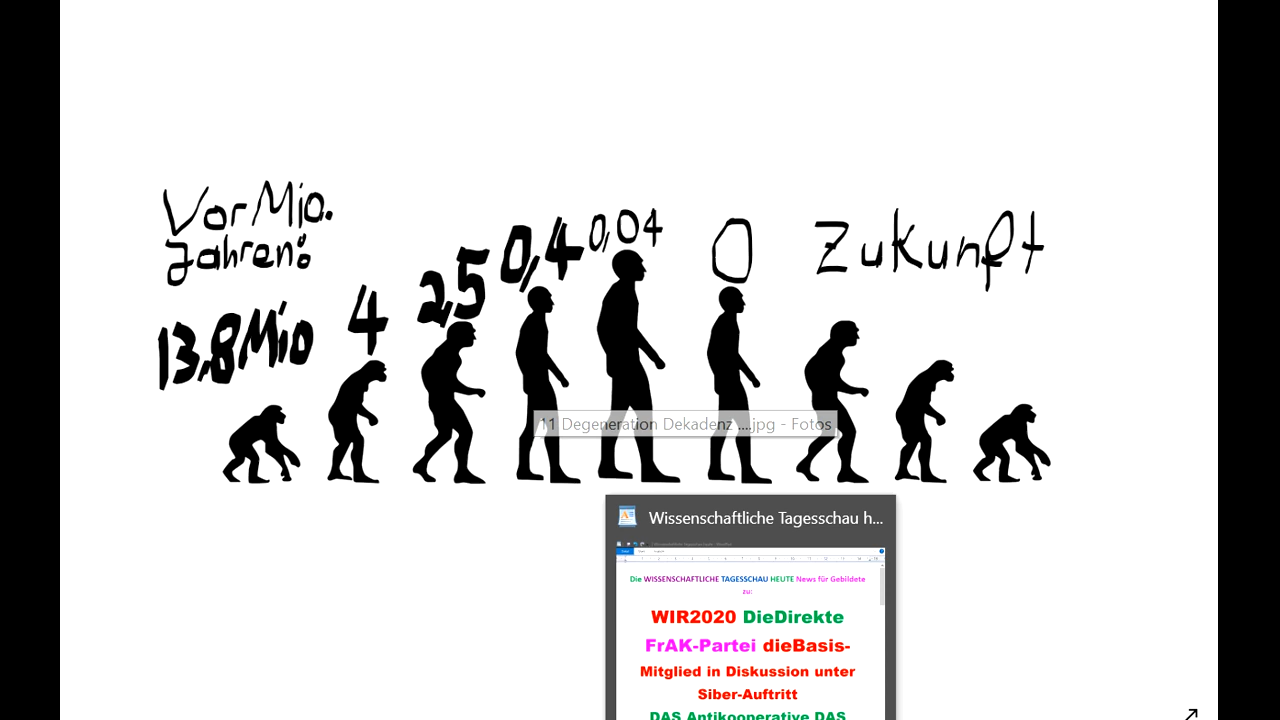 Vor Mio.
Jahren:
13,8 Mio
4
2,5
0,4
0,04
0
Zukunft
11 Degeneration Dekadenz ....jpg - Fotos
Wissenschaftliche Tagesschau h...
Die WISSENSCHAFTLICHE TAGESSCHAU HEUTE News für Gebildete
zu:
WIR2020 DieDirekte
FrAK-Partei dieBasis-
Mitglied in Diskussion unter
Siber-Auftritt
DAS Antikooperative DAS